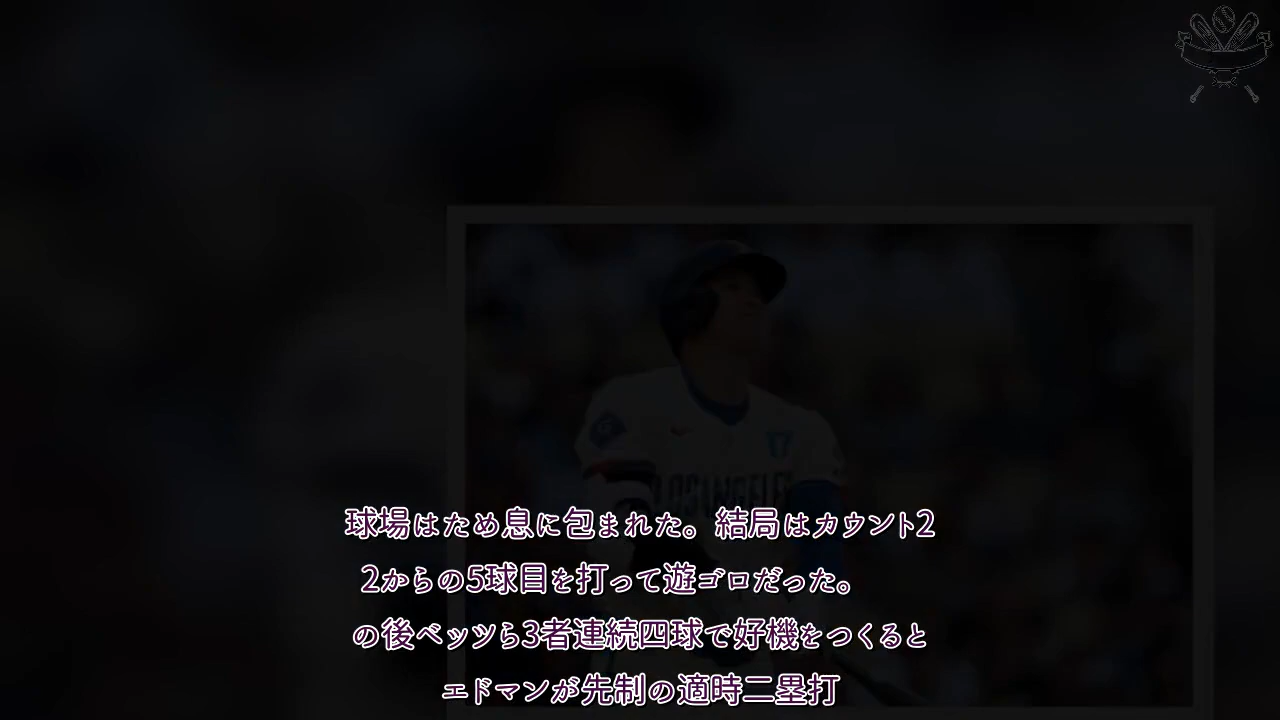 球場はため息に包まれた。結局はカウント2
2からの5球目を打って遊ゴロだった。
の後ベッツら3者連続四球で好機をつくると
エドマンが先制の適時二塁打
LOS ANGELES
17